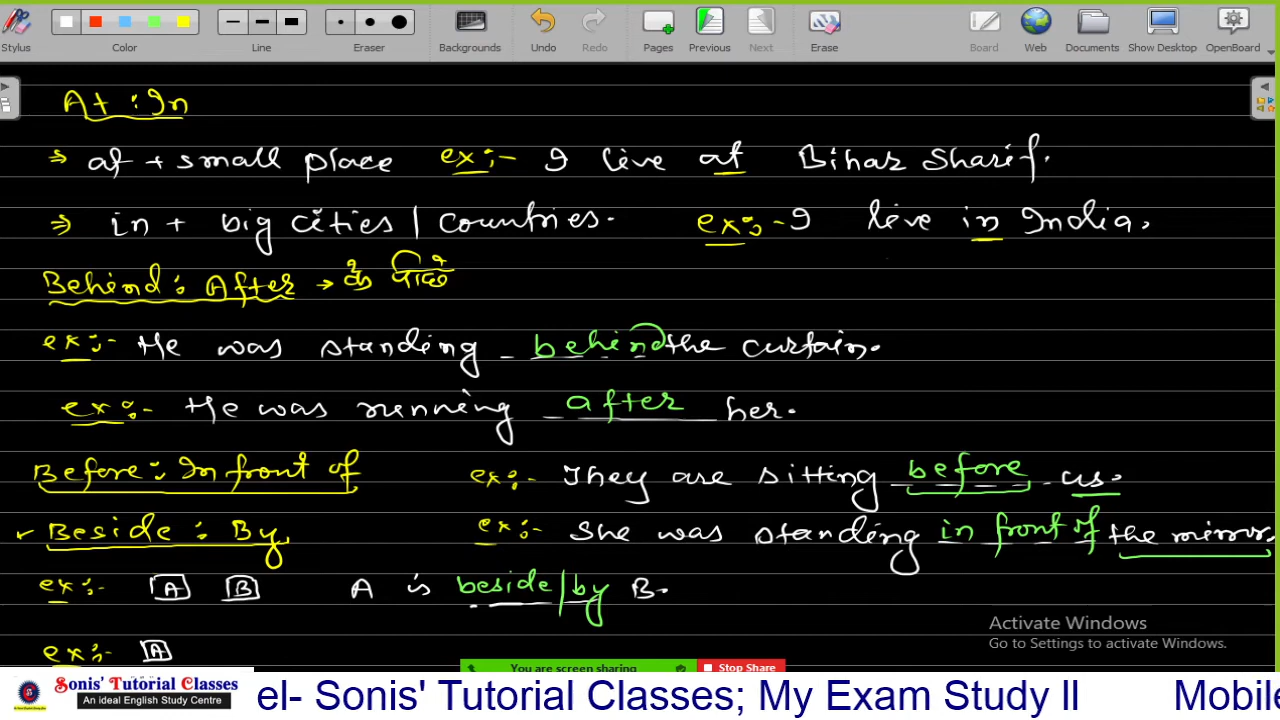 Stylus Color Line Eraser Backgrounds Undo Redo Pages Previous Next Erase Board Web Documents Show Desktop OpenBoard
At : In
⇒ at + small place ex:- I live at Bihar Sharif.
⇒ in + big cities | Countries. ex:- I live in India.
Behind : After → के पीछे
ex:- He was standing behind the curtain.
ex:- He was running after her.
Before : In front of ex:- They are sitting before us.
✓ Beside : By ex:- She was standing in front of the mirror.
ex:- A B A is beside/by B.
Activate Windows
Go to Settings to activate Windows.
ex:- A
You are screen sharing Stop Share
Sonis' Tutorial Classes
An ideal English Study Centre
el- Sonis' Tutorial Classes; My Exam Study II Mobile